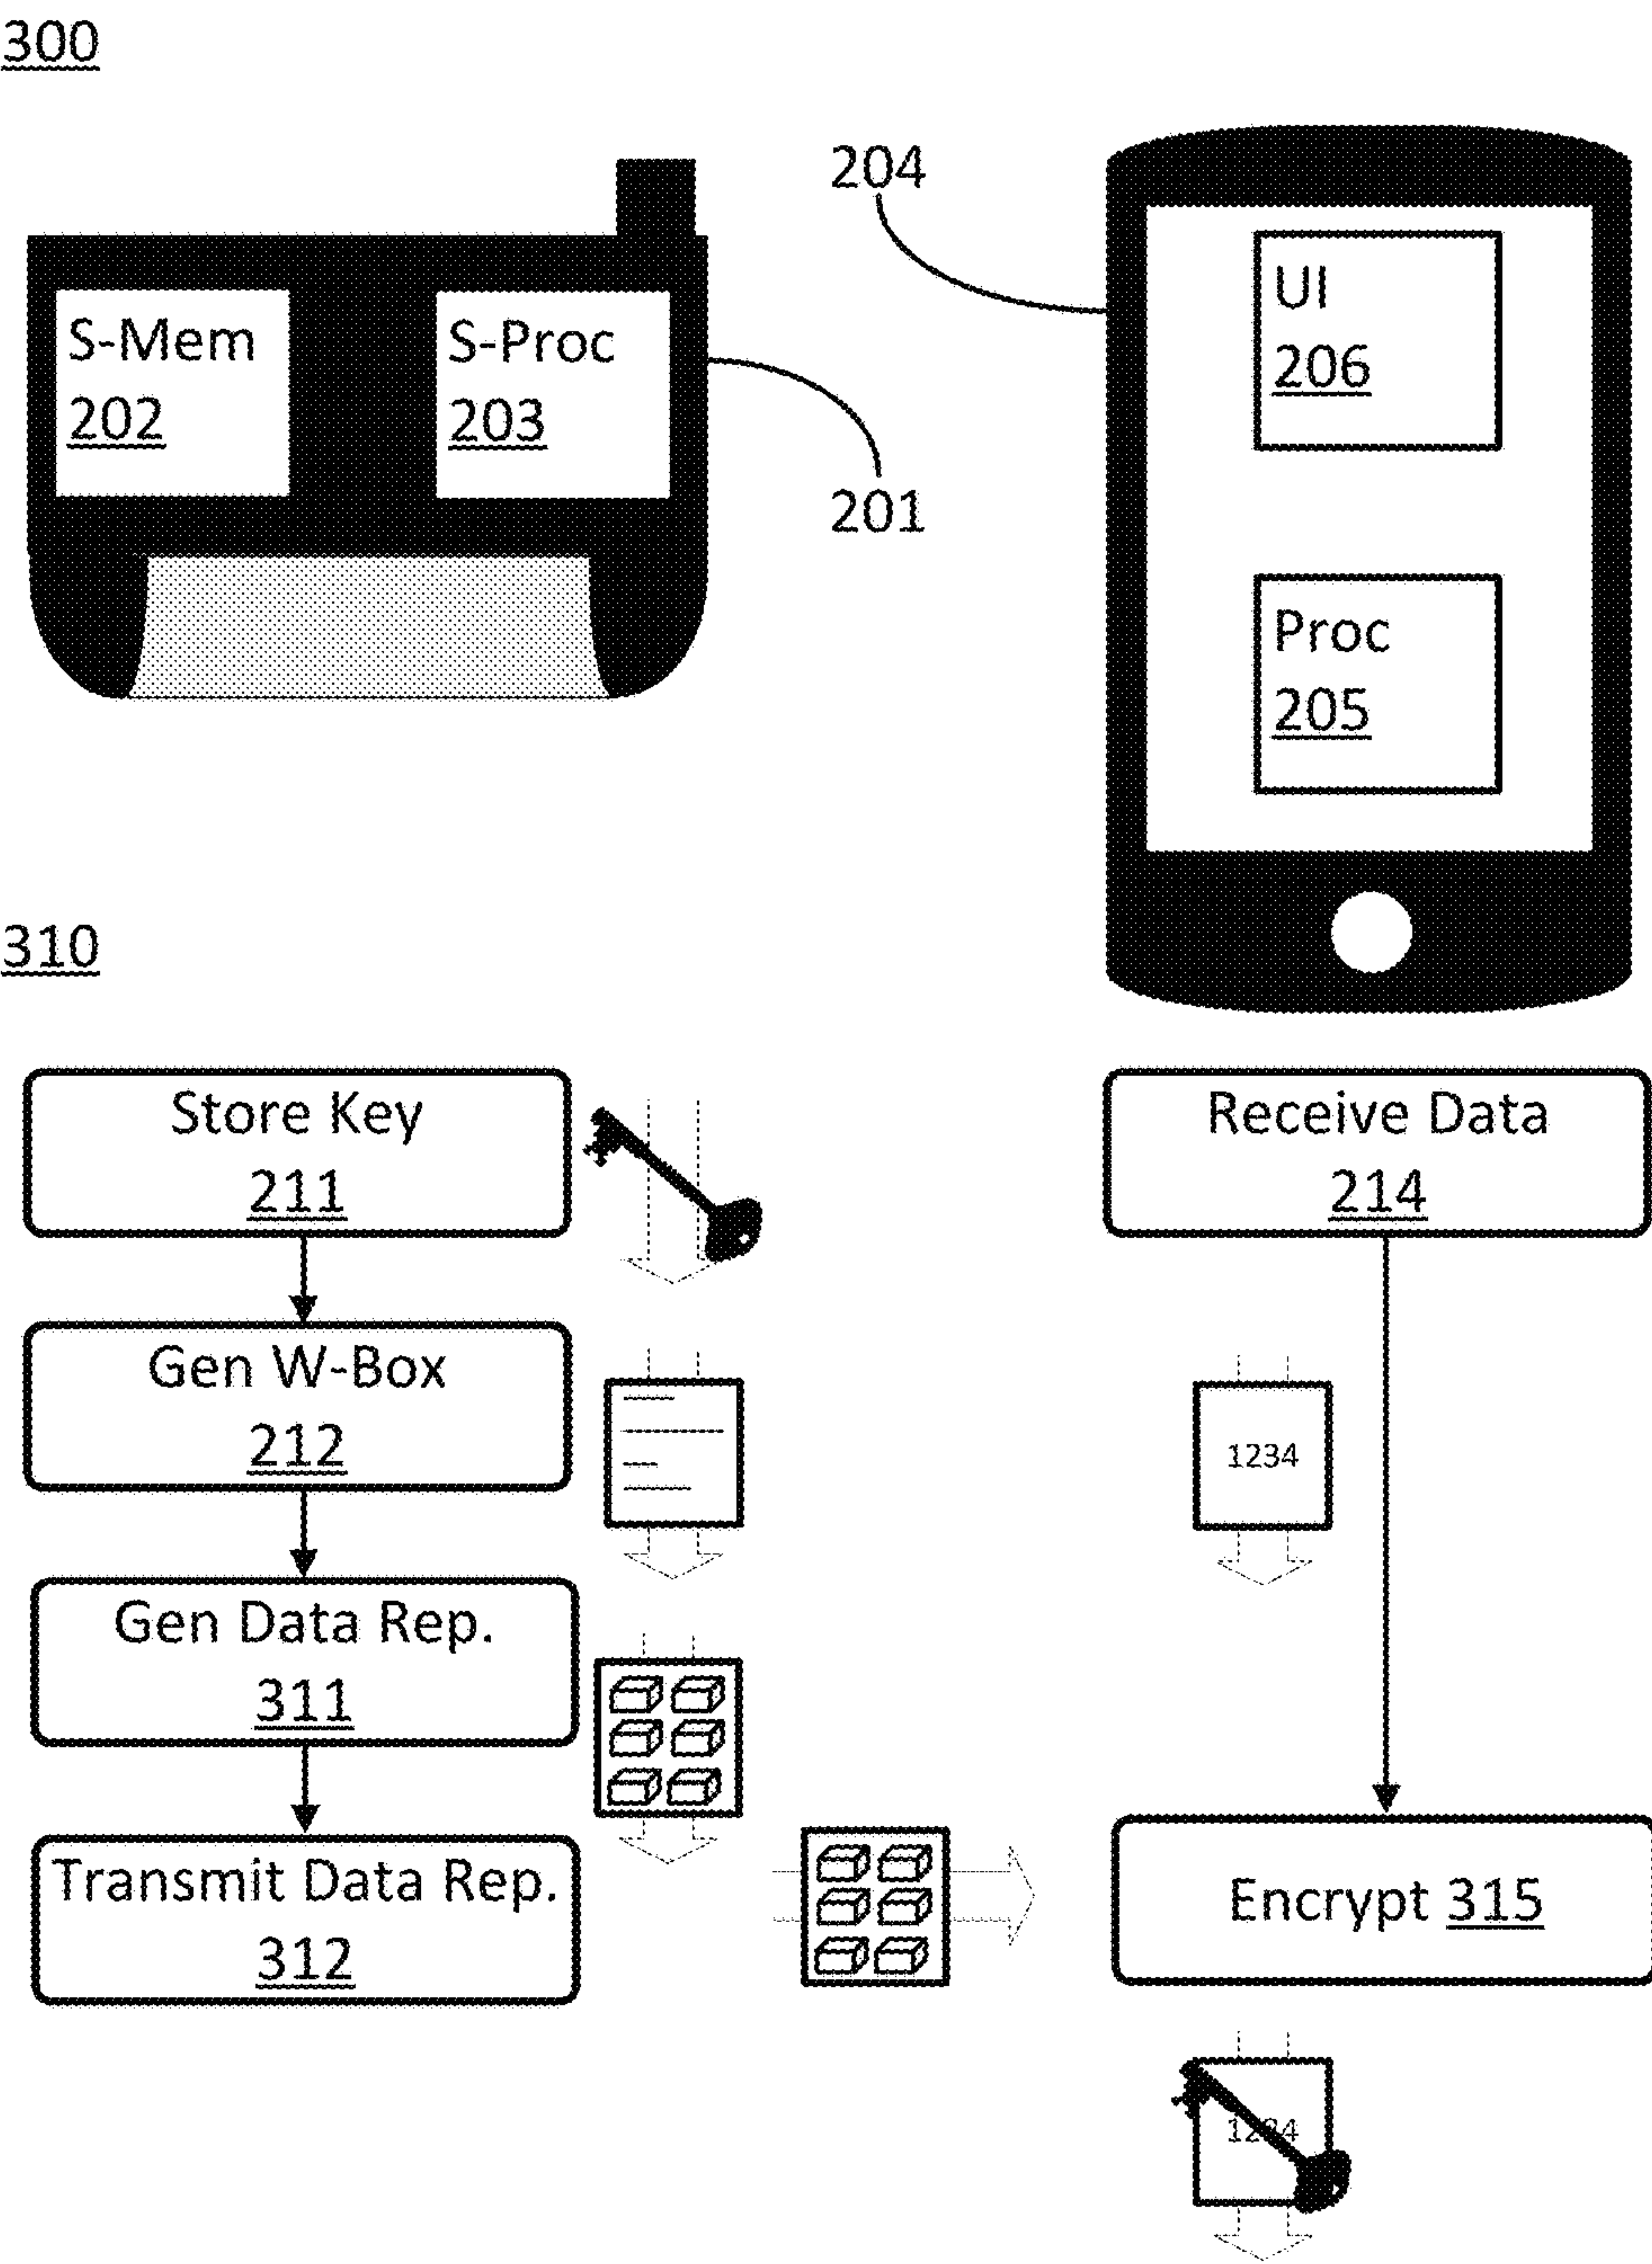 300
204
UI
206
S-Mem
202
S-Proc
203
201
Proc
205
310
Store Key
211
Receive Data
214
Gen W-Box
212
1234
Gen Data Rep.
311
Transmit Data Rep.
312
Encrypt 315
1234